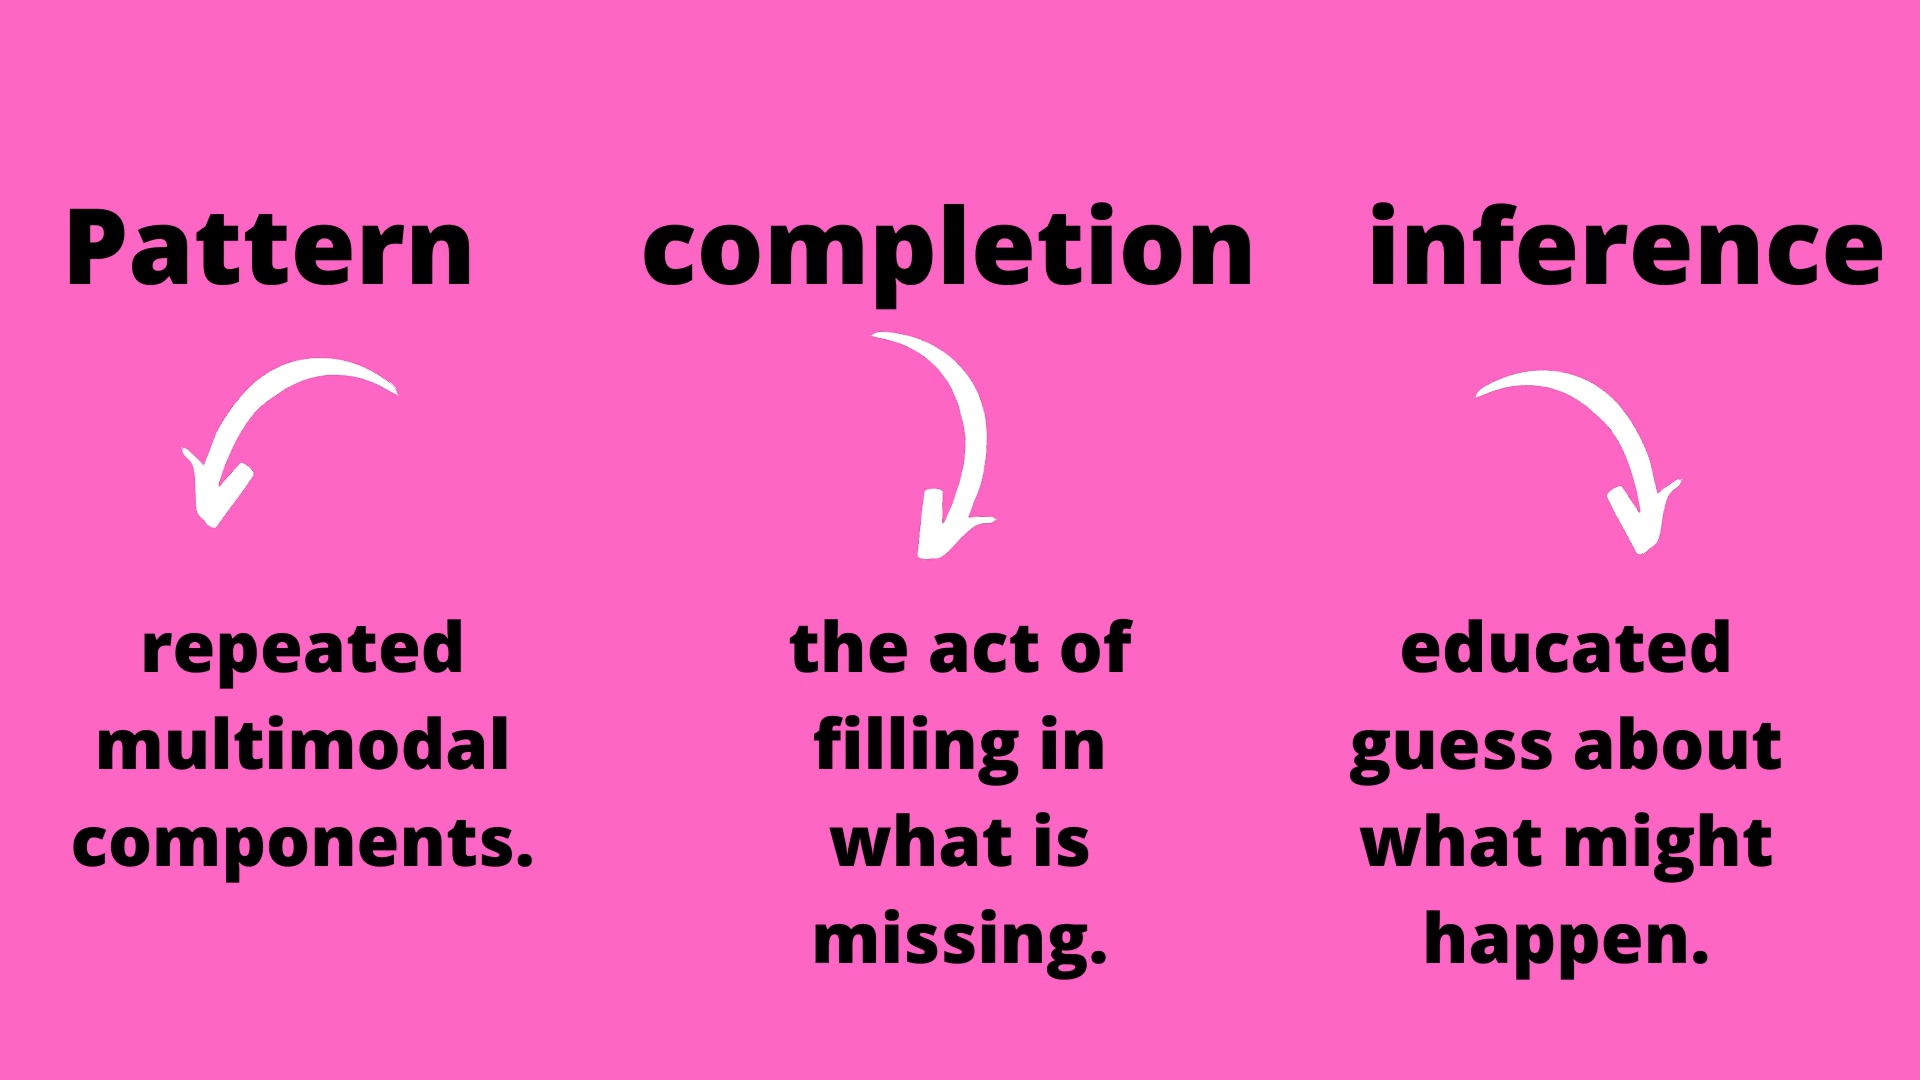 Pattern completion inference
repeated
multimodal
components.
the act of
filling in
what is
missing.
educated
guess about
what might
happen.